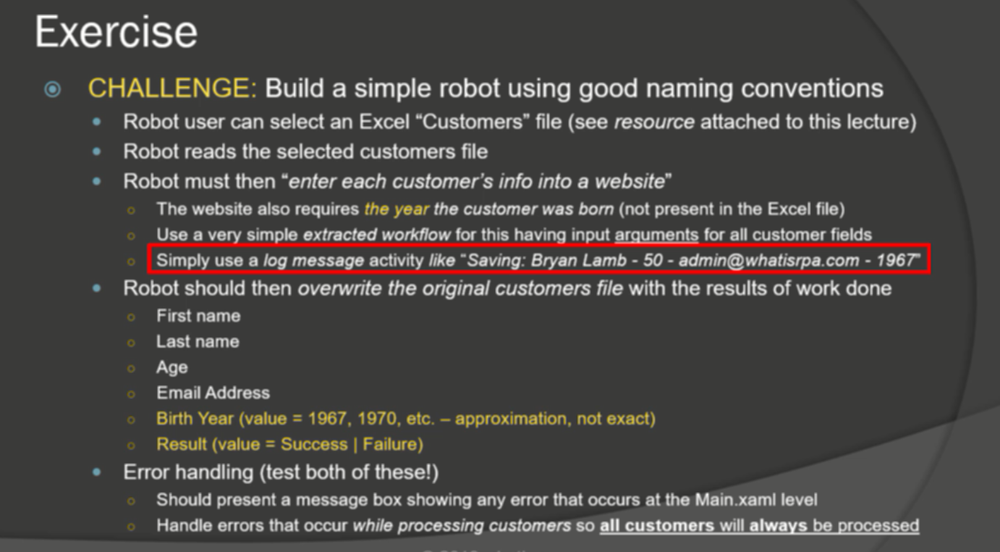 Exercise
CHALLENGE: Build a simple robot using good naming conventions
Robot user can select an Excel “Customers” file (see resource attached to this lecture)
Robot reads the selected customers file
Robot must then “enter each customer’s info into a website”
The website also requires the year the customer was born (not present in the Excel file)
Use a very simple extracted workflow for this having input arguments for all customer fields
Simply use a log message activity like “Saving: Bryan Lamb - 50 - admin@whatisrpa.com - 1967”
Robot should then overwrite the original customers file with the results of work done
First name
Last name
Age
Email Address
Birth Year (value = 1967, 1970, etc. – approximation, not exact)
Result (value = Success | Failure)
Error handling (test both of these!)
Should present a message box showing any error that occurs at the Main.xaml level
Handle errors that occur while processing customers so all customers will always be processed